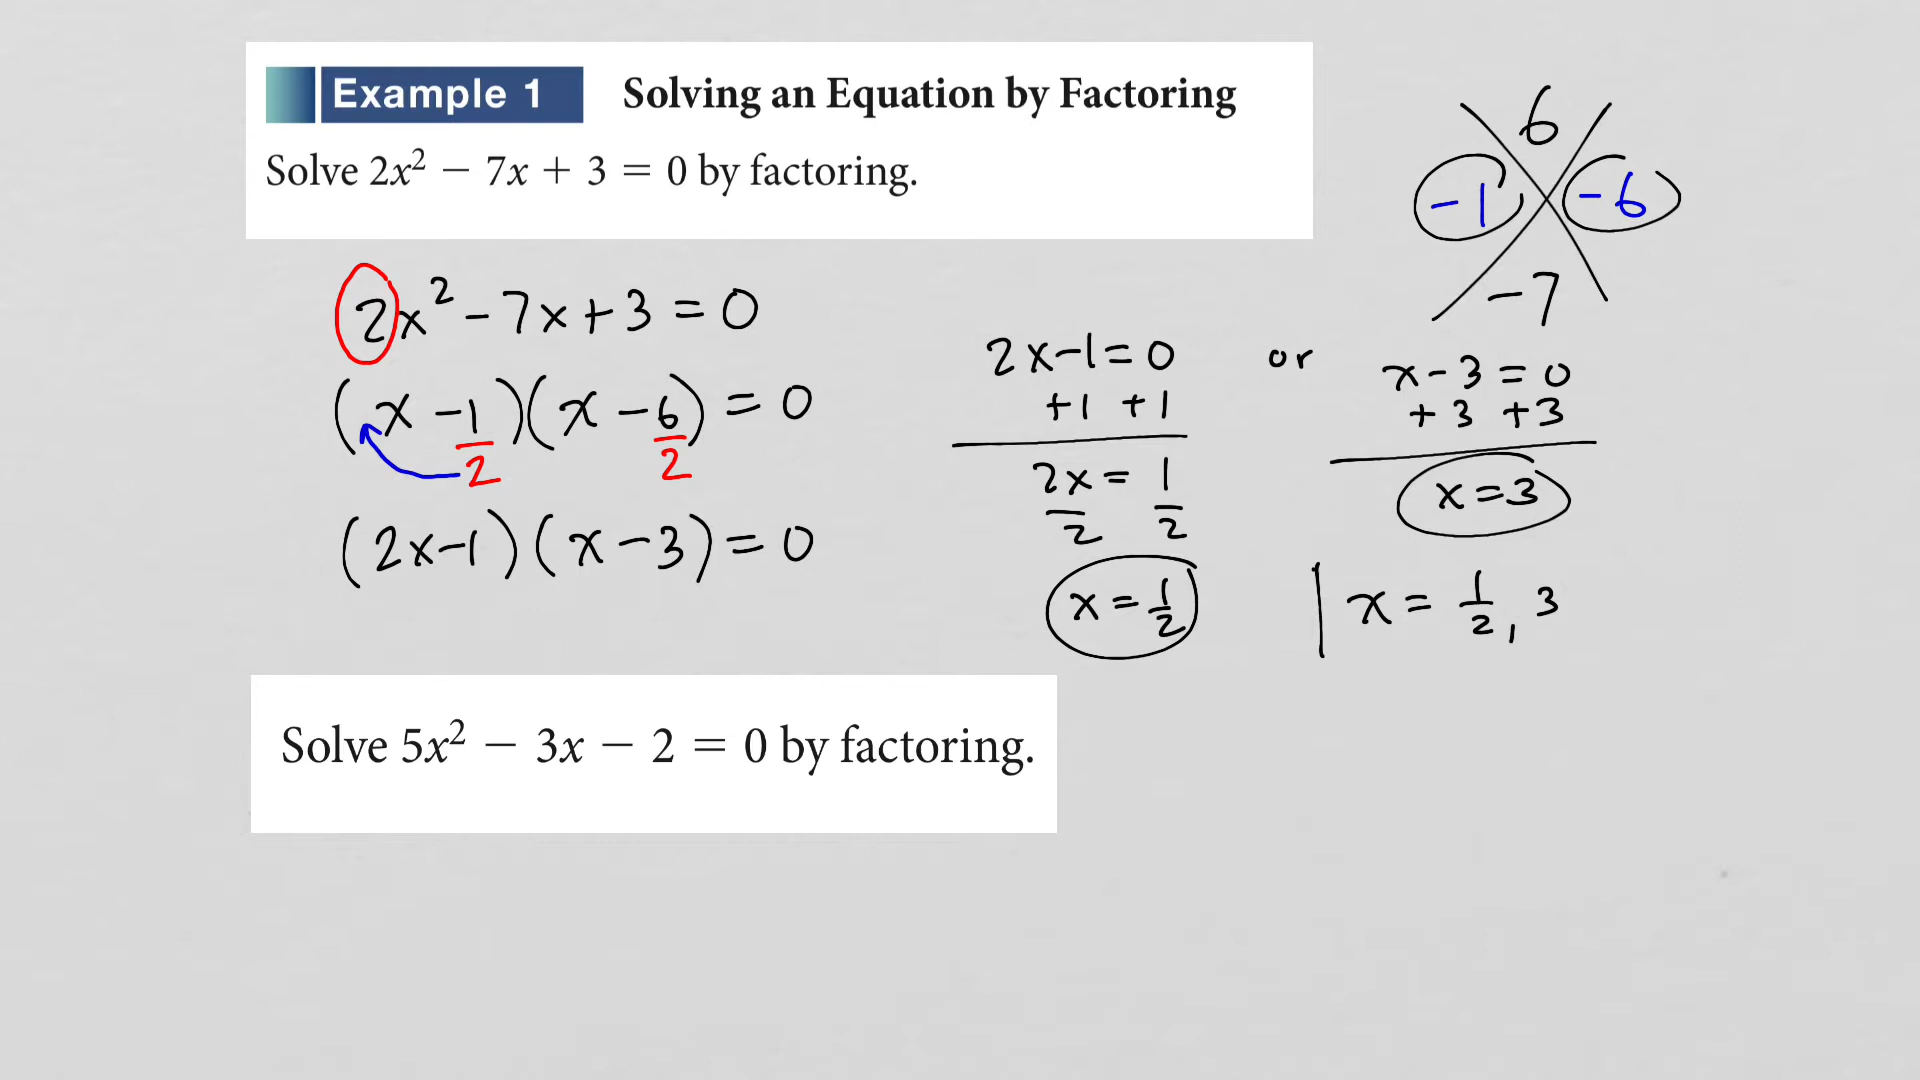 Example 1 Solving an Equation by Factoring
Solve 2x² − 7x + 3 = 0 by factoring.
6
-1 -6
-7
2x² - 7x + 3 = 0
(x - 1/2)(x - 6/2) = 0
(2x-1)(x-3) = 0
2x-1=0 or x-3=0
+1 +1 +3 +3
2x/2 = 1/2 x=3
x = 1/2
x = 1/2, 3
Solve 5x² − 3x − 2 = 0 by factoring.